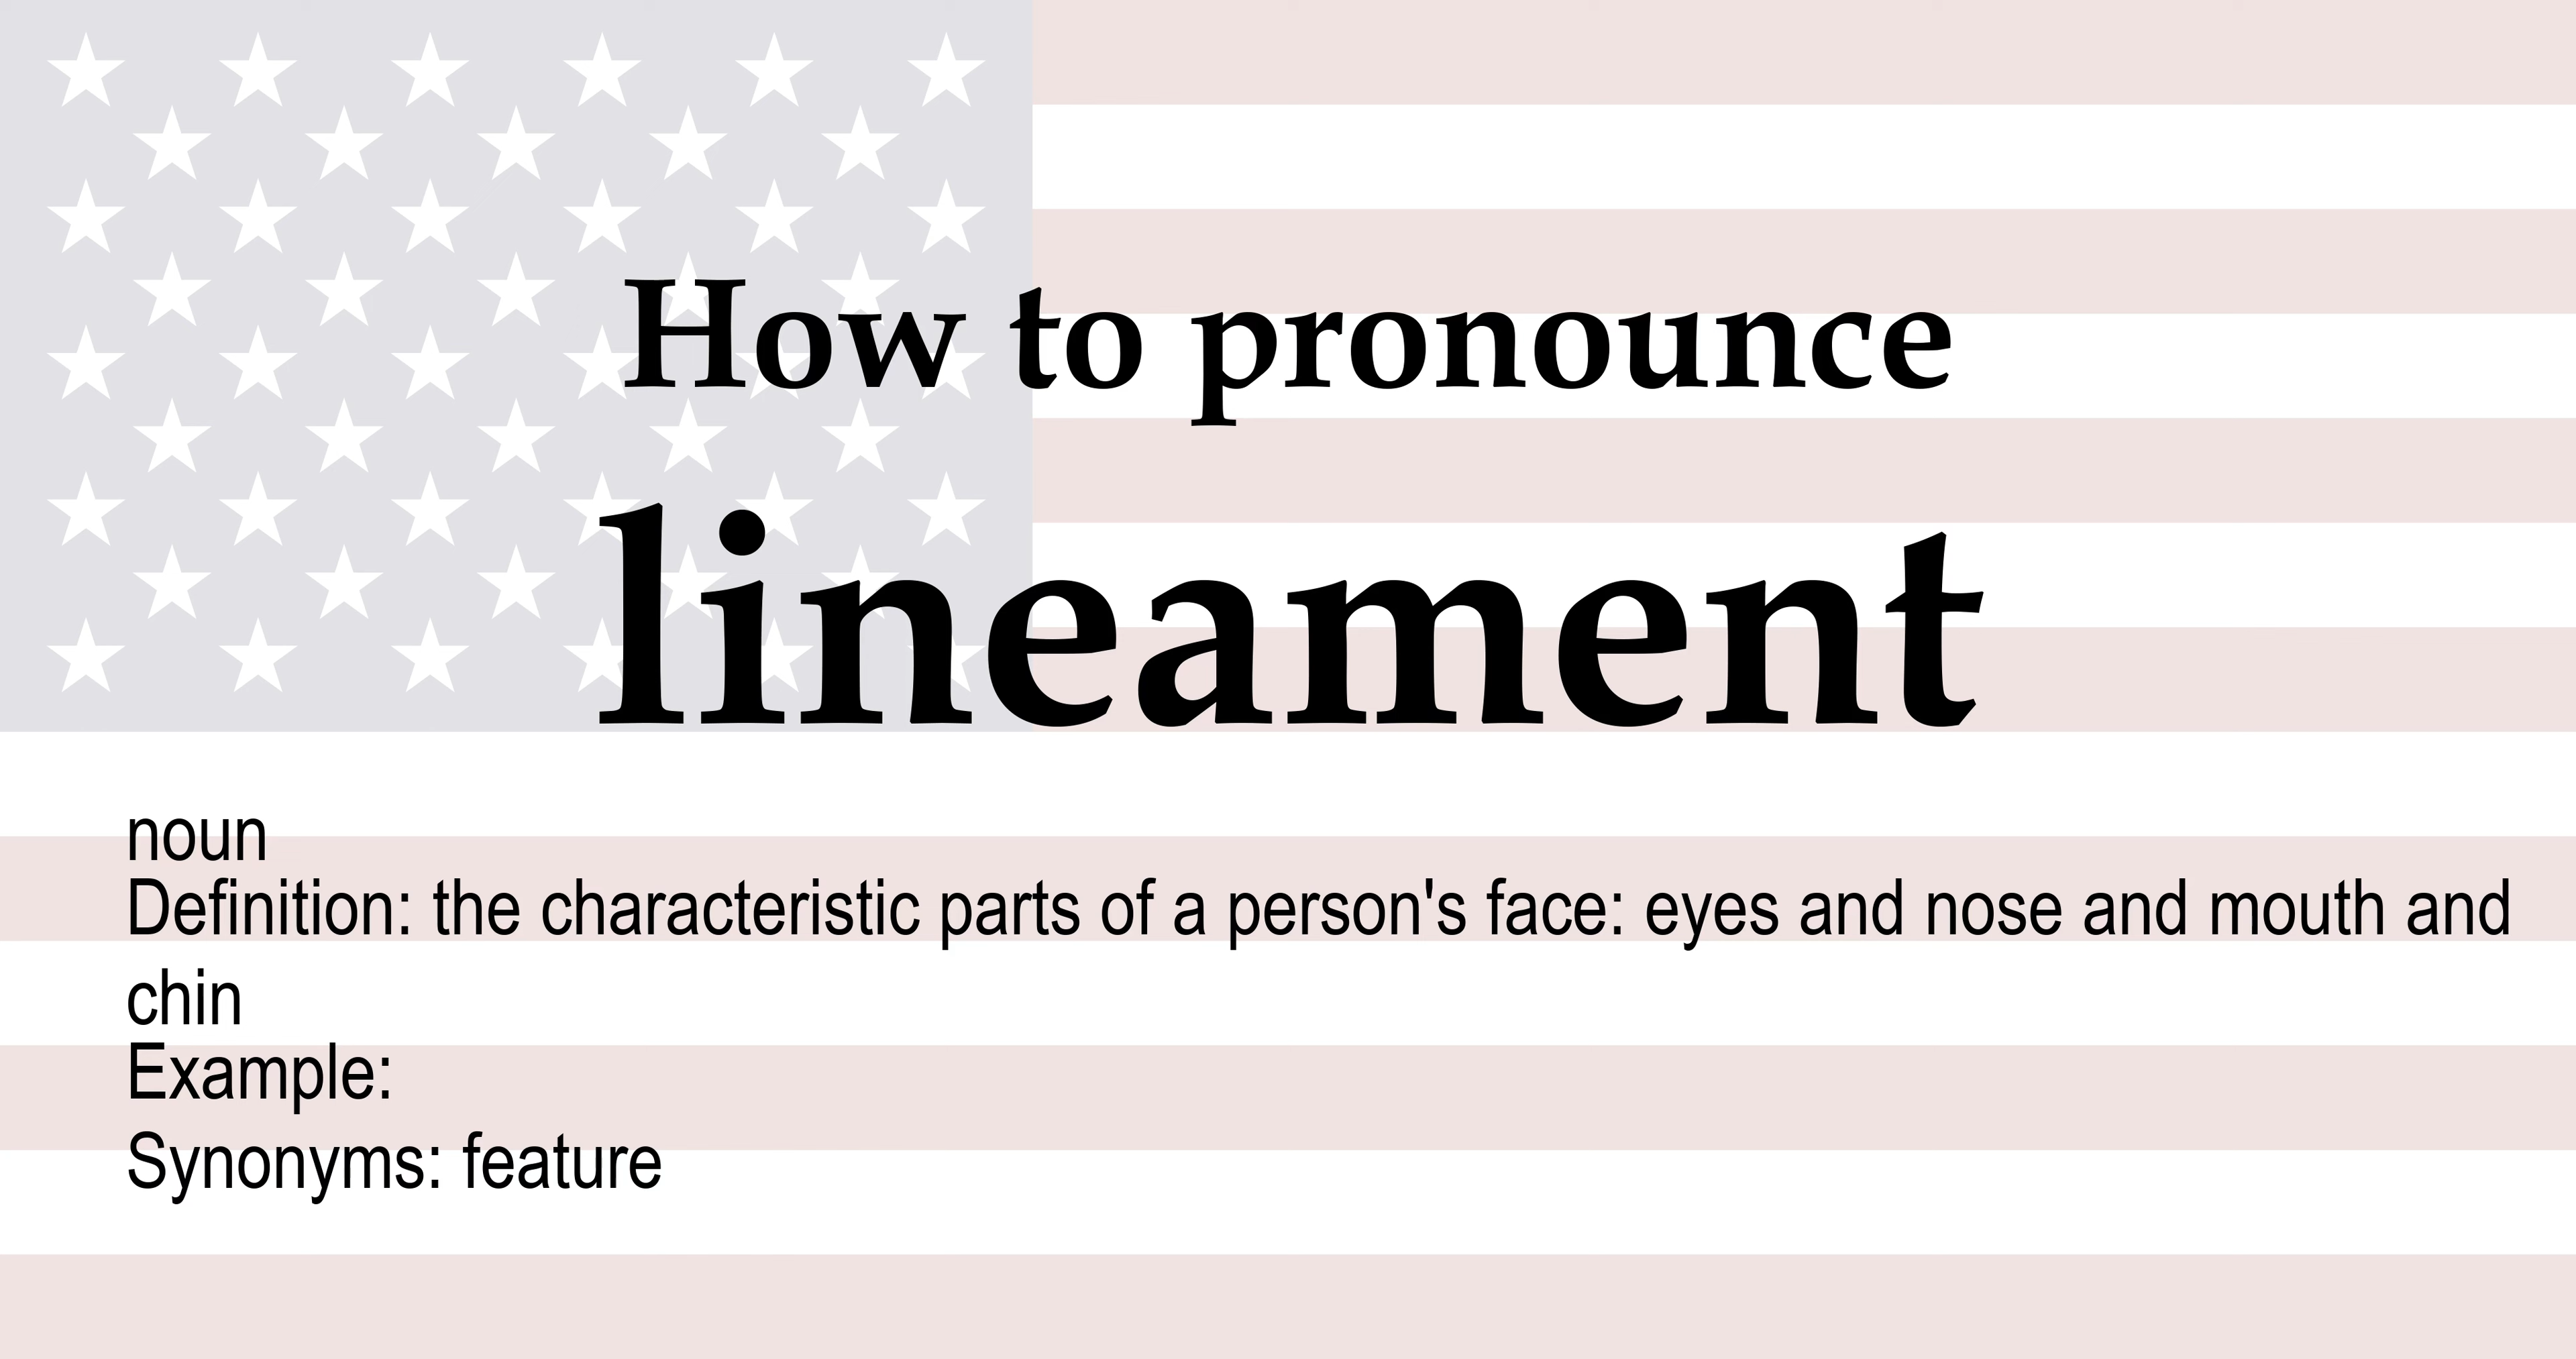 How to pronounce
lineament
noun
Definition: the characteristic parts of a person's face: eyes and nose and mouth and
chin
Example:
Synonyms: feature